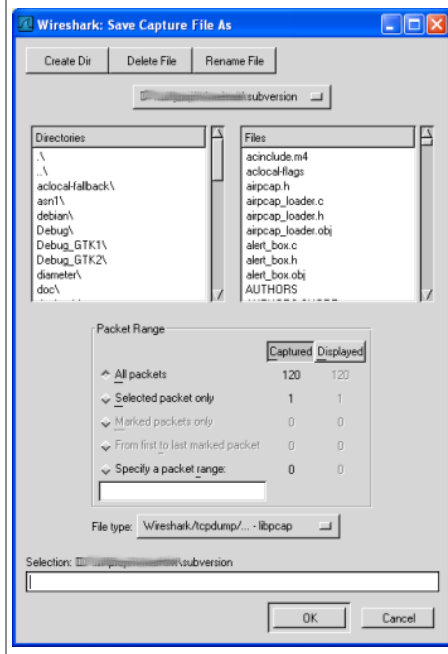 Wireshark: Save Capture File As
Create Dir Delete File Rename File
\subversion
Directories
.\
..\
aclocal-fallback\
asn1\
debian\
Debug\
Debug_GTK1\
Debug_GTK2\
diameter\
doc\
Files
acinclude.m4
aclocal-flags
airpcap.h
airpcap_loader.c
airpcap_loader.h
airpcap_loader.obj
alert_box.c
alert_box.h
alert_box.obj
AUTHORS
Packet Range
Captured Displayed
All packets 120 120
Selected packet only 1 1
Marked packets only 0 0
From first to last marked packet 0 0
Specify a packet range: 0 0
File type: Wireshark/tcpdump/... - libpcap
Selection: \subversion
OK Cancel